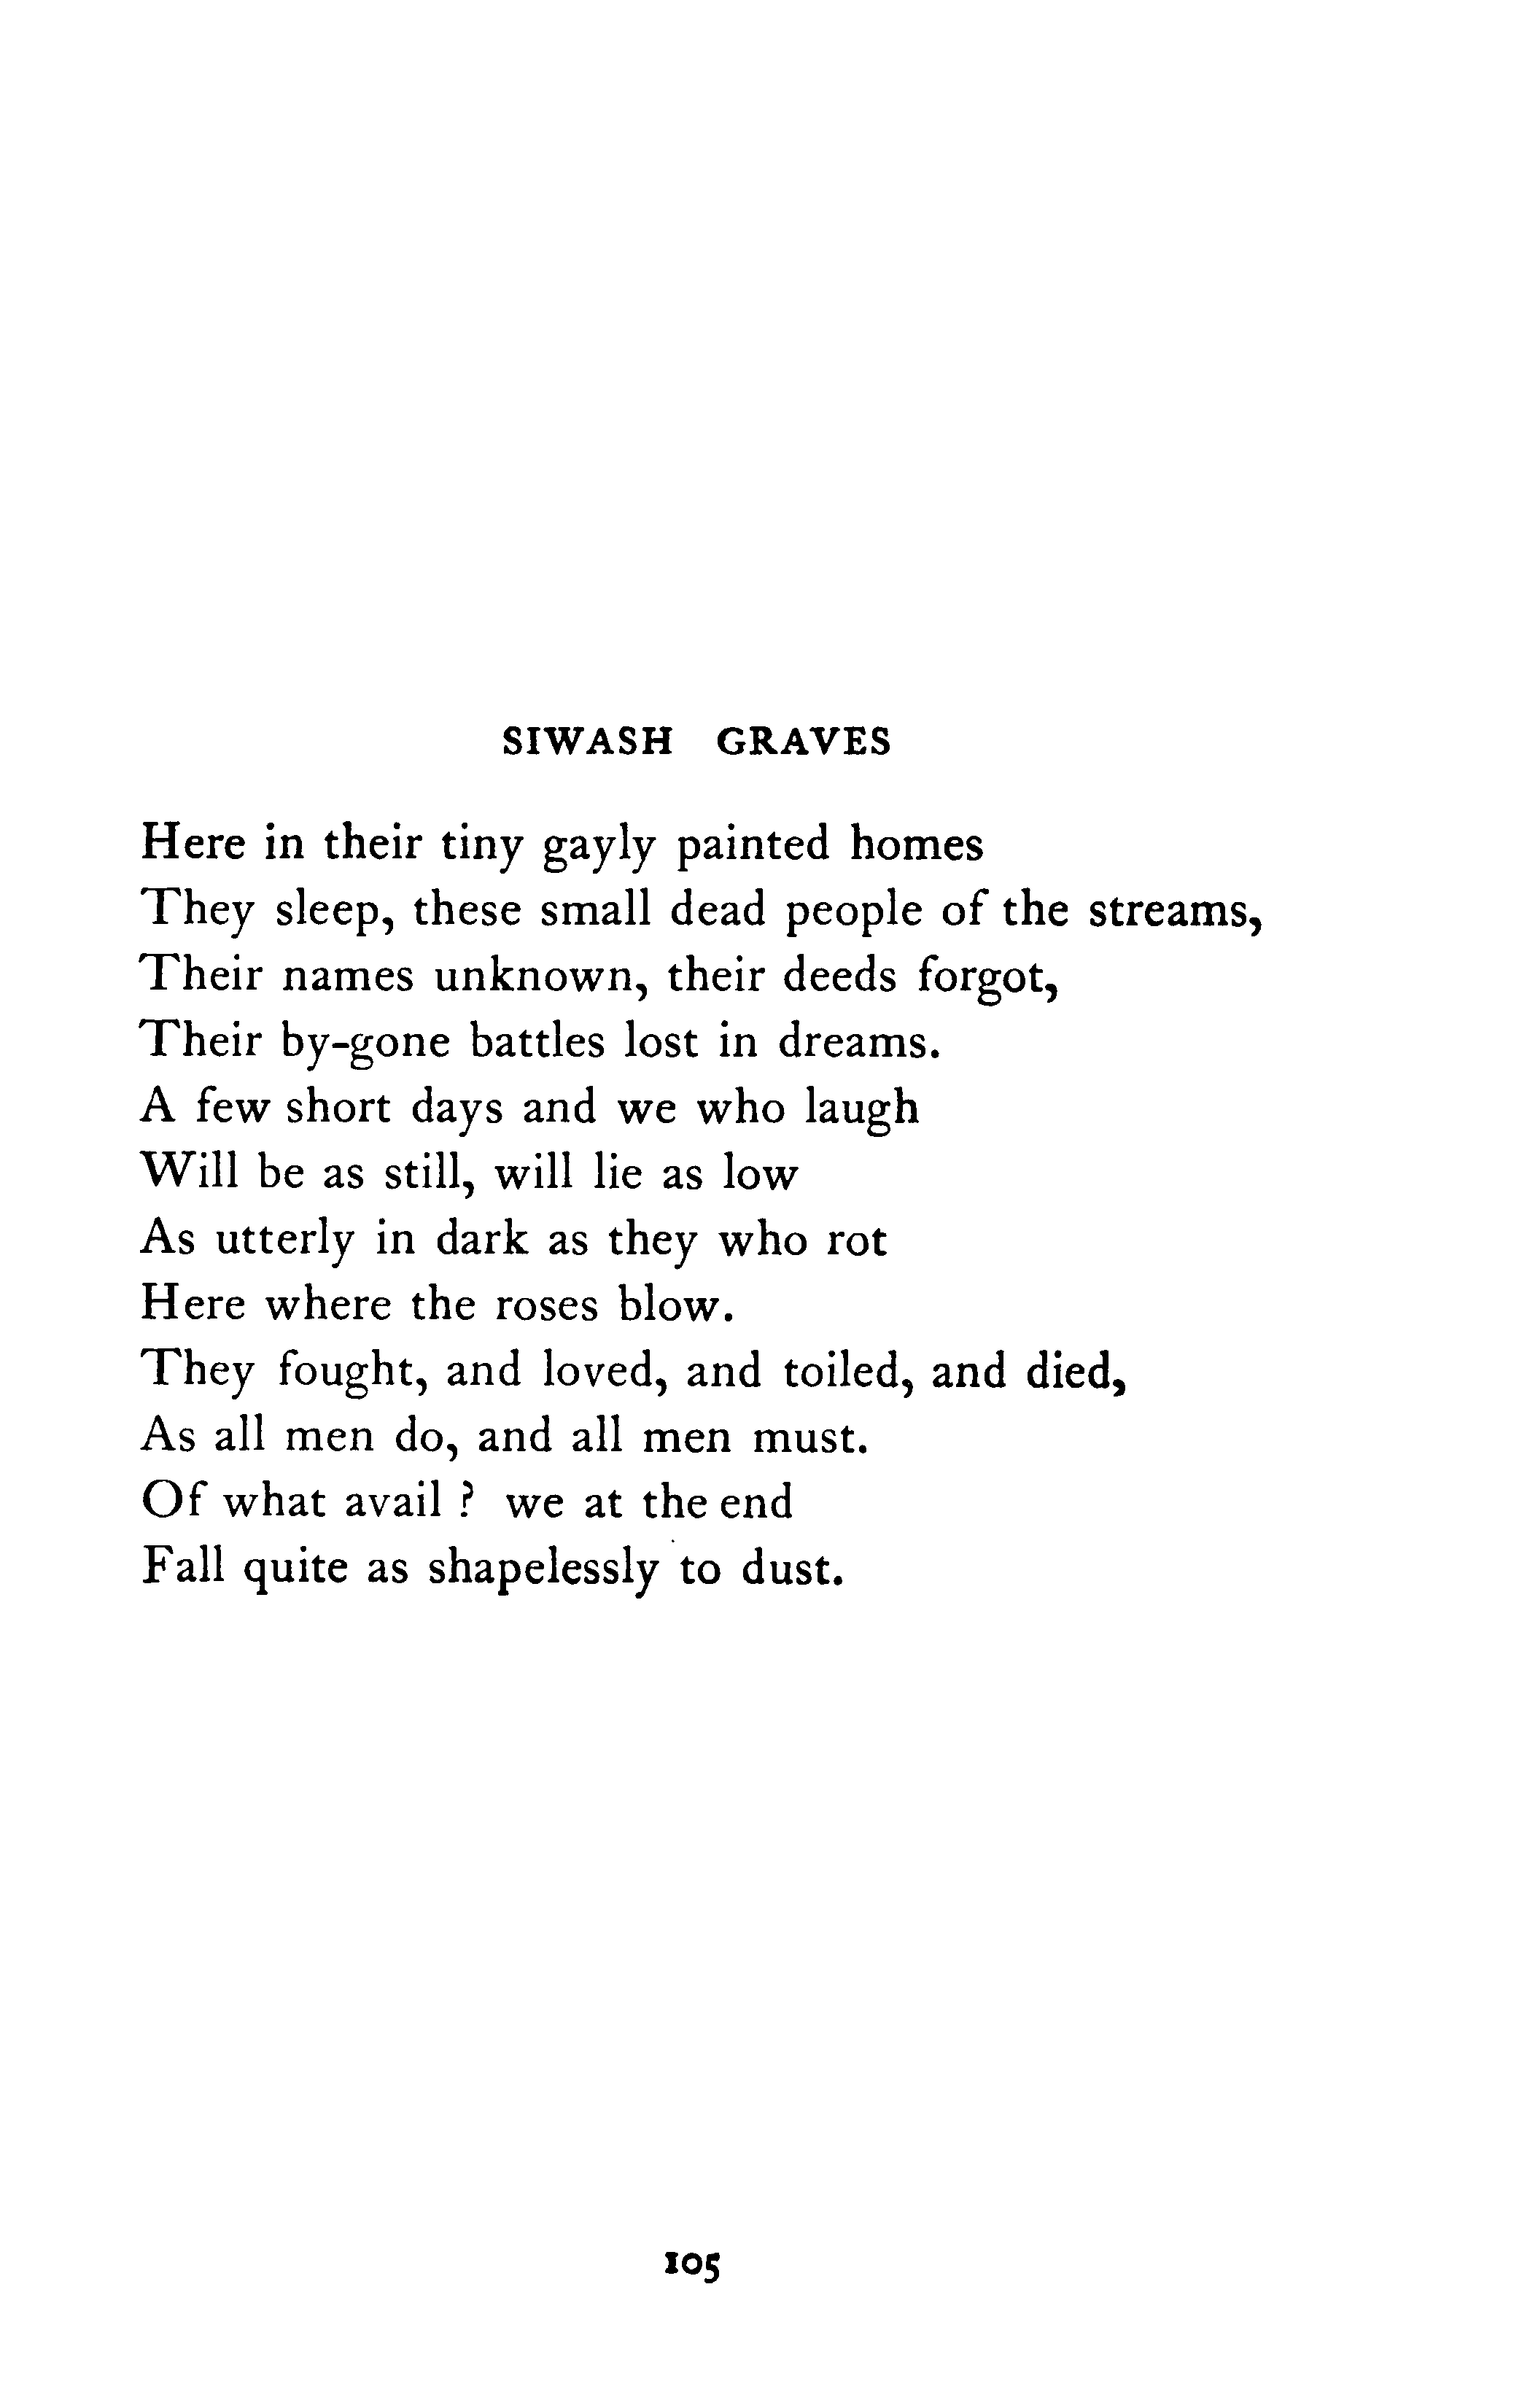 SIWASH GRAVES
Here in their tiny gayly painted homes
They sleep, these small dead people of the streams,
Their names unknown, their deeds forgot,
Their by-gone battles lost in dreams.
A few short days and we who laugh
Will be as still, will lie as low
As utterly in dark as they who rot
Here where the roses blow.
They fought, and loved, and toiled, and died,
As all men do, and all men must.
Of what avail ? we at the end
Fall quite as shapelessly to dust.
105